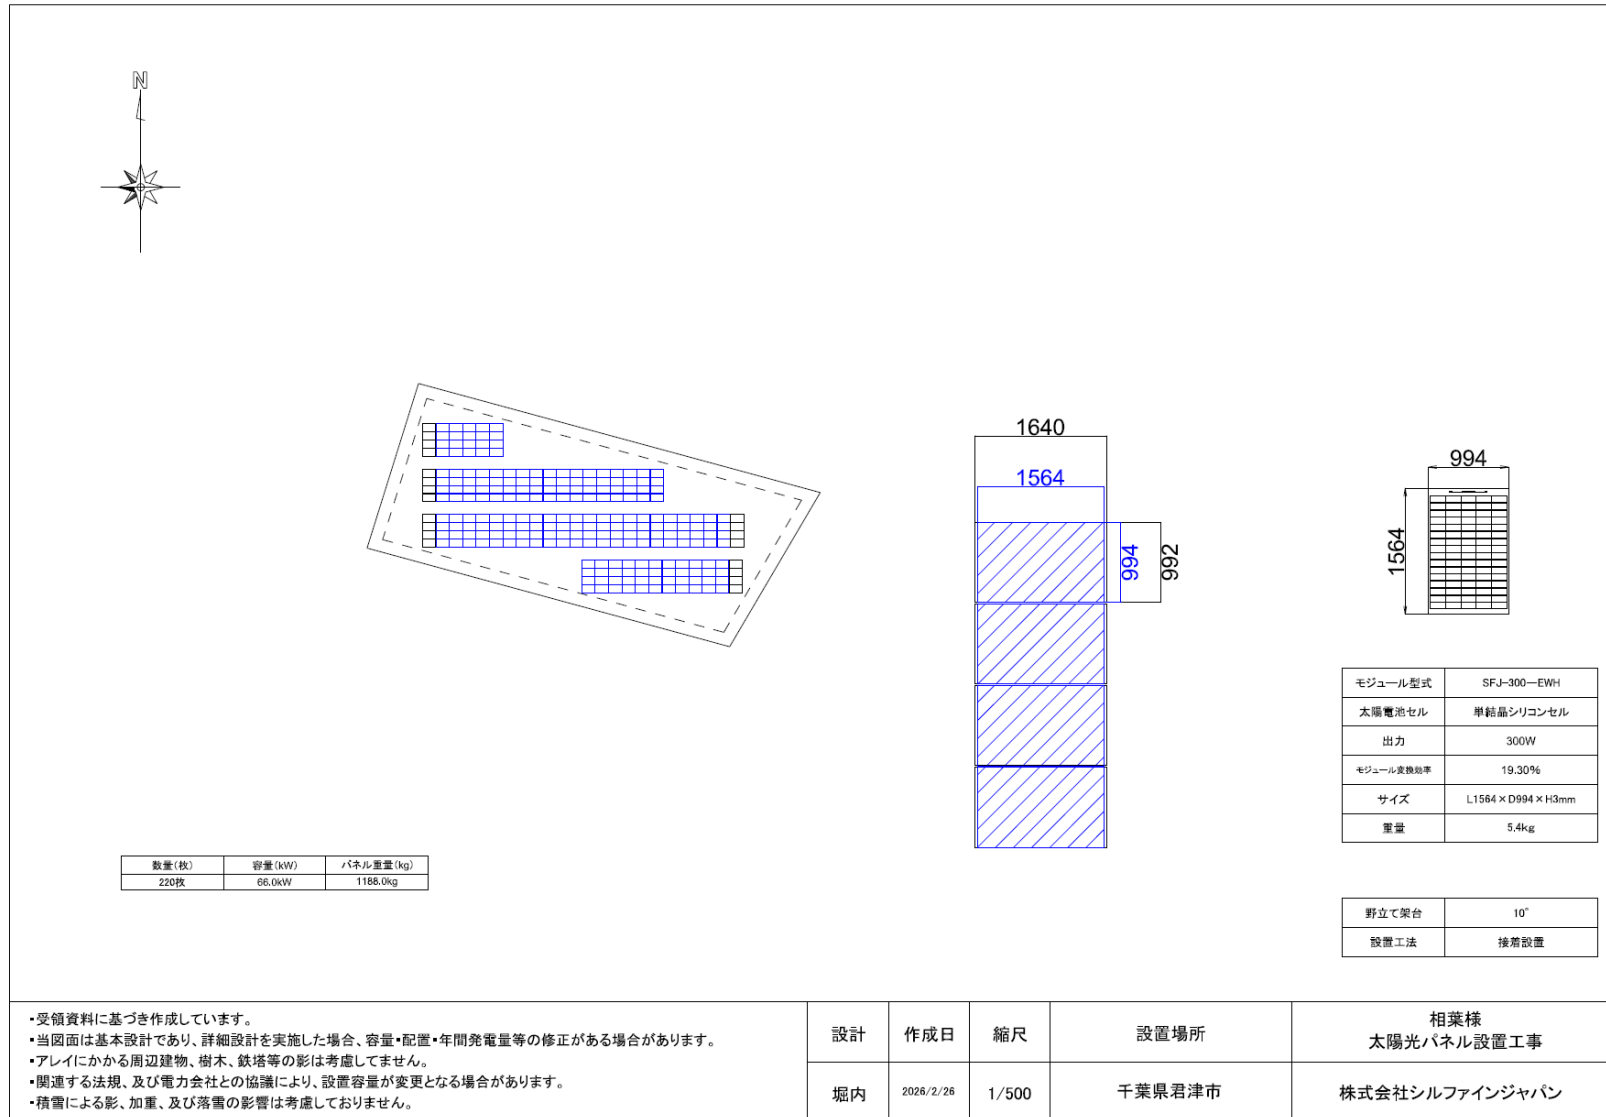 N
1640
1564
994
992
994
1564
モジュール型式 SFJ-300-EWH
太陽電池セル 単結晶シリコンセル
出力 300W
モジュール変換効率 19.30%
サイズ L1564×D994×H3mm
重量 5.4kg
数量(枚) 容量(kW) パネル重量(kg)
220枚 66.0kW 1188.0kg
野立て架台 10°
設置工法 接着設置
・受領資料に基づき作成しています。
・当図面は基本設計であり、詳細設計を実施した場合、容量・配置・年間発電量等の修正がある場合があります。
・アレイにかかる周辺建物、樹木、鉄塔等の影は考慮してません。
・関連する法規、及び電力会社との協議により、設置容量が変更となる場合があります。
・積雪による影、加重、及び落雪の影響は考慮しておりません。
設計 作成日 縮尺 設置場所 相葉様
太陽光パネル設置工事
堀内 2026/2/26 1/500 千葉県君津市 株式会社シルファインジャパン